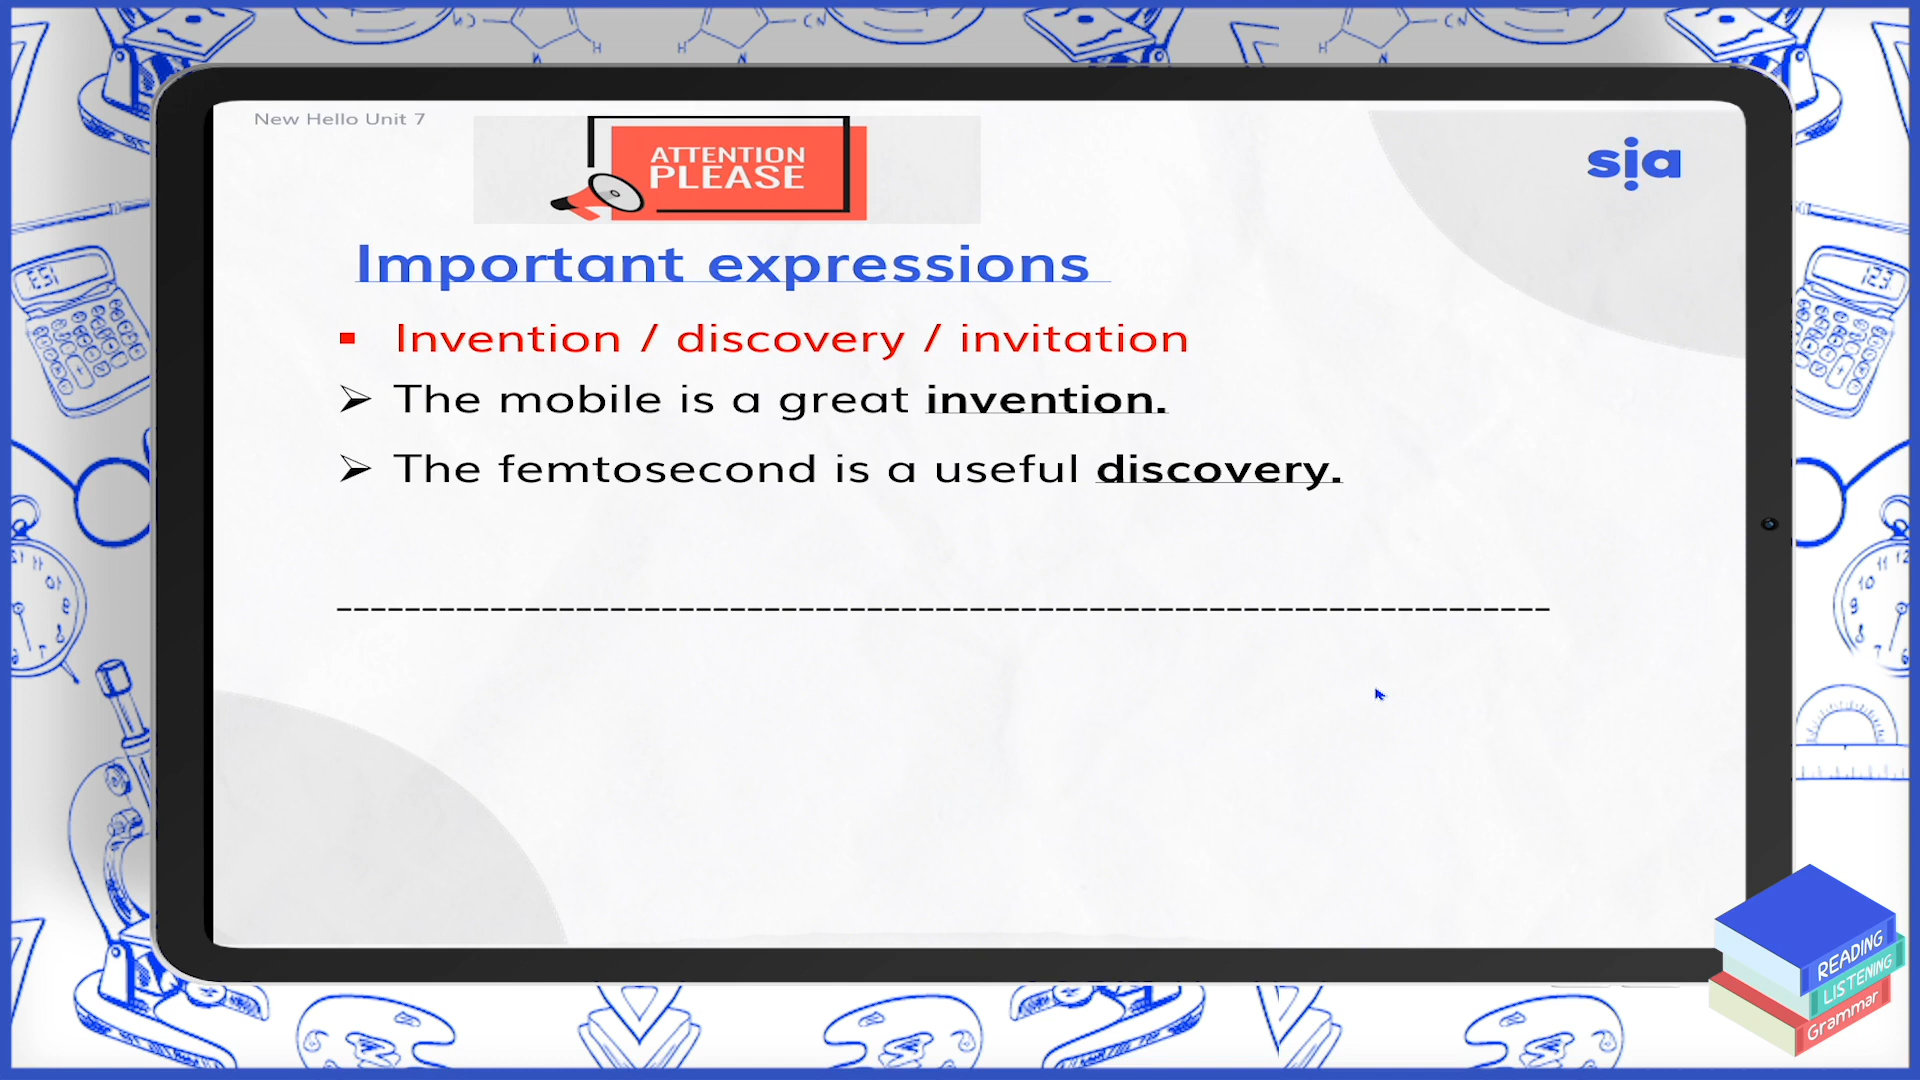 New Hello Unit 7
ATTENTION
PLEASE
sia
Important expressions
▪ Invention / discovery / invitation
➢ The mobile is a great invention.
➢ The femtosecond is a useful discovery.
READING
LISTENING
Grammar